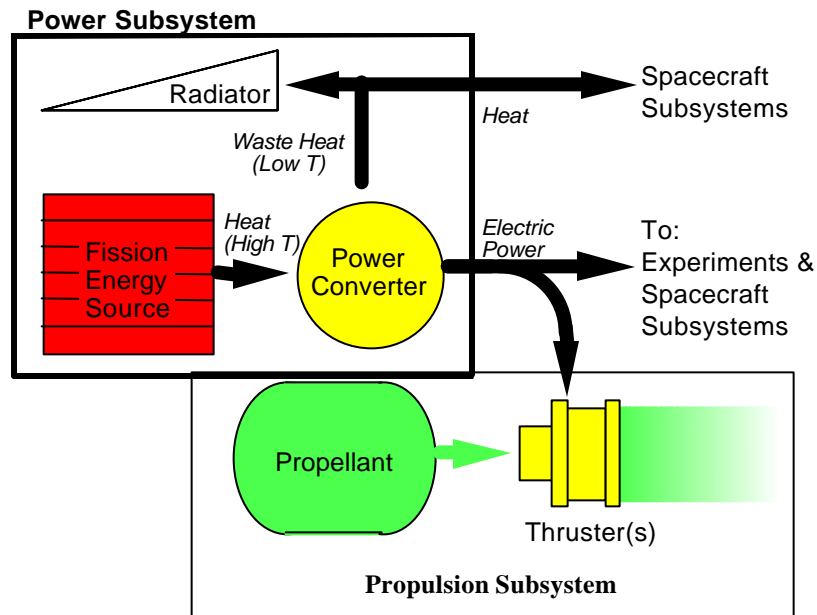 Power Subsystem
Radiator
Spacecraft
Subsystems
Heat
Waste Heat
(Low T)
Heat
(High T)
Fission
Energy
Source
Power
Converter
Electric
Power
To:
Experiments &
Spacecraft
Subsystems
Propellant
Thruster(s)
Propulsion Subsystem